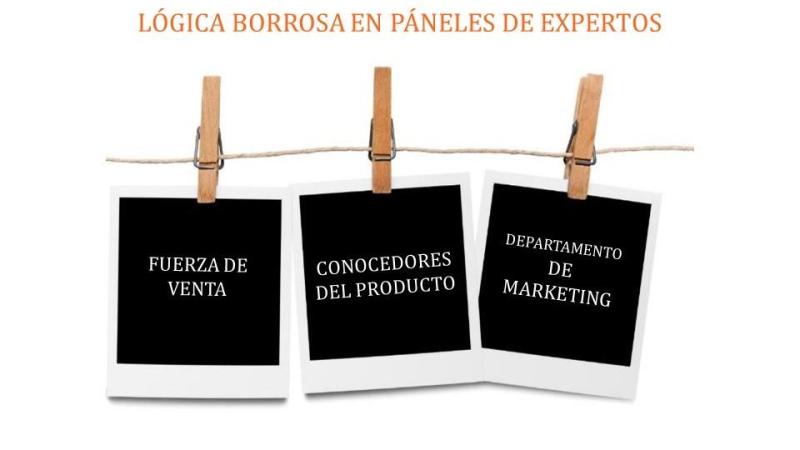 LÓGICA BORROSA EN PÁNELES DE EXPERTOS
FUERZA DE
VENTA
CONOCEDORES
DEL PRODUCTO
DEPARTAMENTO
DE
MARKETING